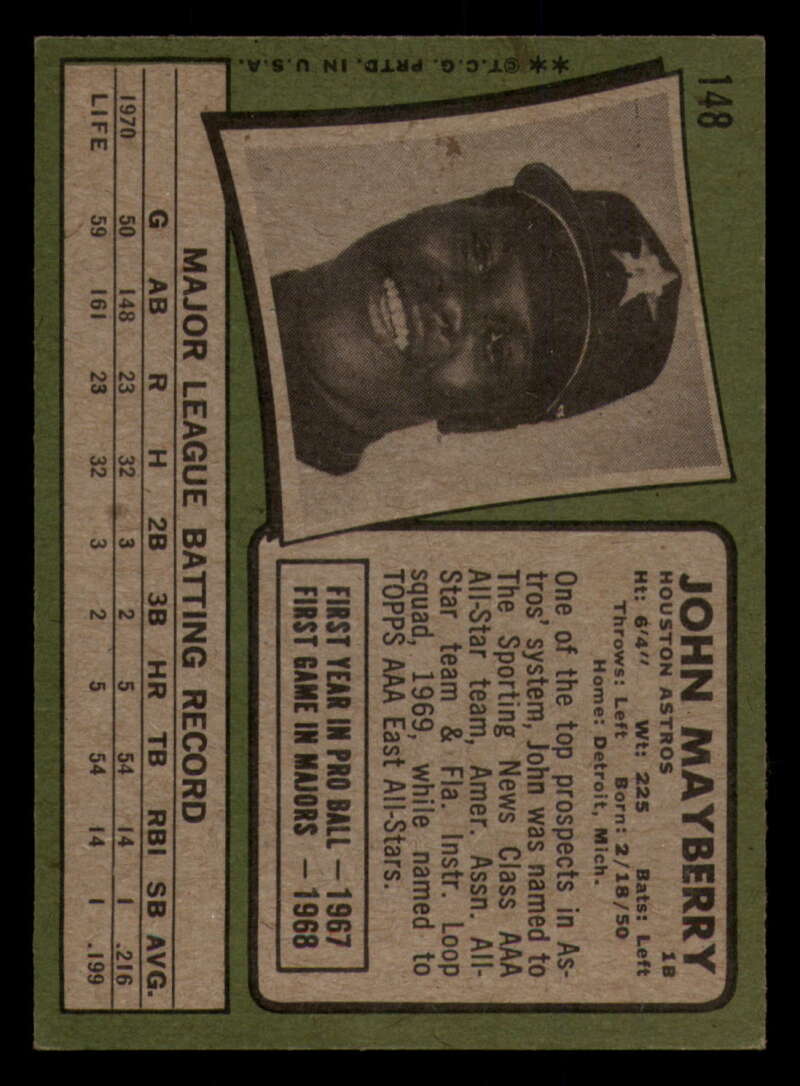 148
**©T.C.G. PRTD. IN U.S.A.
JOHN MAYBERRY
HOUSTON ASTROS 1B
Ht: 6'4" Wt: 225 Bats: Left
Throws: Left Born: 2/18/50
Home: Detroit, Mich.
One of the top prospects in As-
tros' system, John was named to
The Sporting News Class AAA
All-Star team, Amer. Assn. All-
Star team & Fla. Instr. Loop
squad, 1969, while named to
TOPPS AAA East All-Stars.
FIRST YEAR IN PRO BALL – 1967
FIRST GAME IN MAJORS – 1968
MAJOR LEAGUE BATTING RECORD
G AB R H 2B 3B HR TB RBI SB AVG.
1970 50 148 23 32 3 2 5 54 14 1 .216
LIFE 59 161 23 32 3 2 5 54 14 1 .199